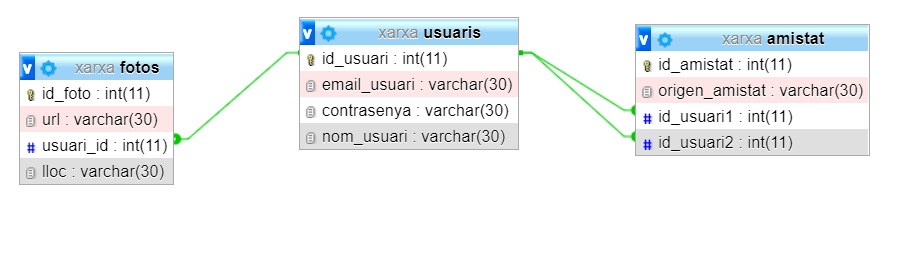 v xarxa fotos
id_foto : int(11)
url : varchar(30)
# usuari_id : int(11)
lloc : varchar(30)
v xarxa usuaris
id_usuari : int(11)
email_usuari : varchar(30)
contrasenya : varchar(30)
nom_usuari : varchar(30)
v xarxa amistat
id_amistat : int(11)
origen_amistat : varchar(30)
# id_usuari1 : int(11)
# id_usuari2 : int(11)